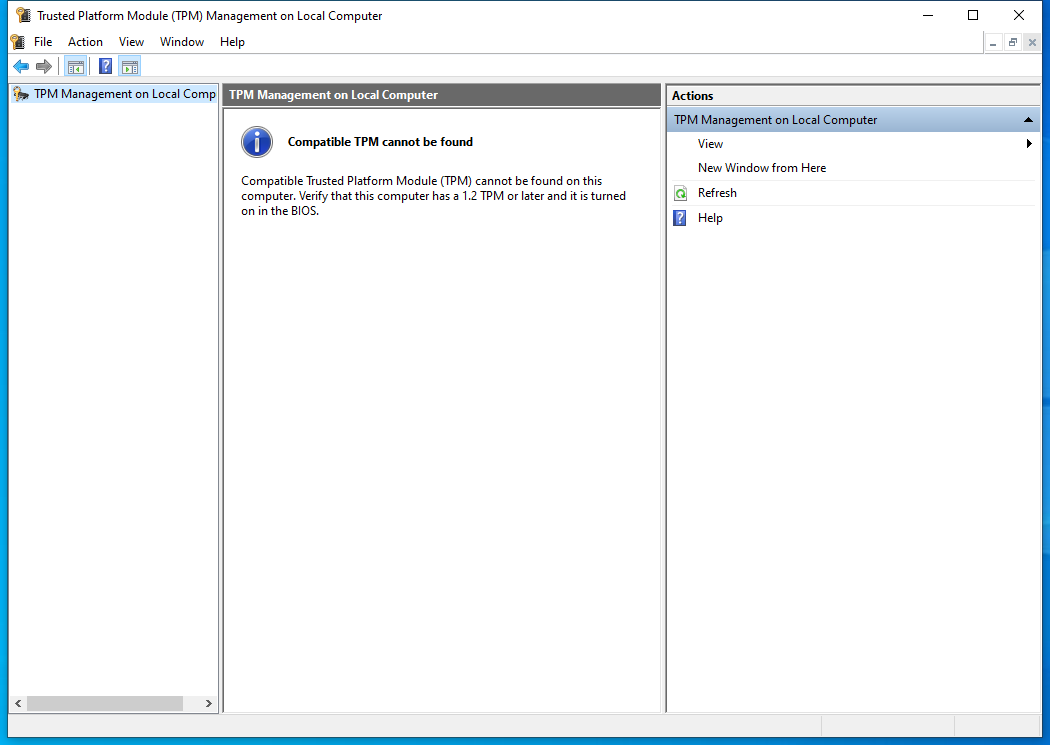 Trusted Platform Module (TPM) Management on Local Computer
File Action View Window Help
TPM Management on Local Comp
TPM Management on Local Computer
Compatible TPM cannot be found
Compatible Trusted Platform Module (TPM) cannot be found on this
computer. Verify that this computer has a 1.2 TPM or later and it is turned
on in the BIOS.
Actions
TPM Management on Local Computer
View
New Window from Here
Refresh
Help